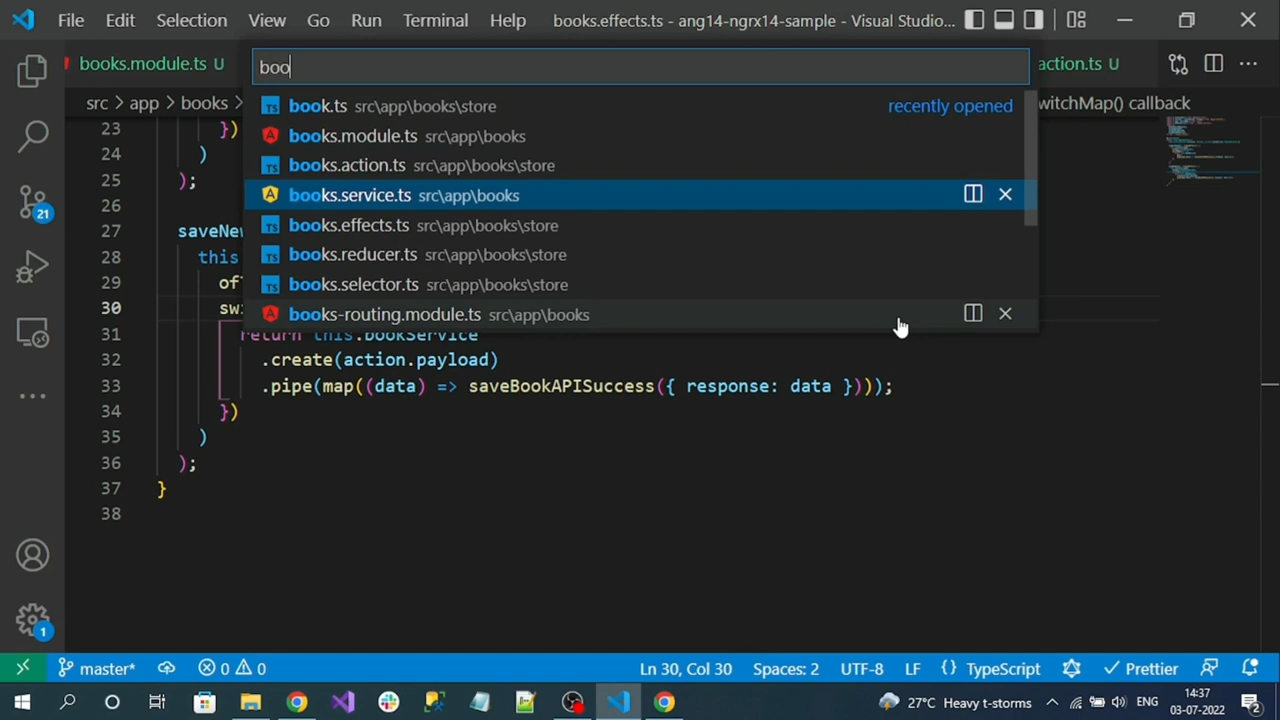 File Edit Selection View Go Run Terminal Help books.effects.ts - ang14-ngrx14-sample - Visual Studio...
books.module.ts U
action.ts U
boo
src > app > books >
witchMap() callback
book.ts src\app\books\store recently opened
books.module.ts src\app\books
books.action.ts src\app\books\store
books.service.ts src\app\books
books.effects.ts src\app\books\store
books.reducer.ts src\app\books\store
books.selector.ts src\app\books\store
books-routing.module.ts src\app\books
23 })
24 )
25 );
26
27 saveNew
28 this
29 of
30 sw
return this.bookService
32 .create(action.payload)
33 .pipe(map((data) => saveBookAPISuccess({ response: data })));
34 })
35 )
36 );
37 }
38
21
1
master* 0 0 Ln 30, Col 30 Spaces: 2 UTF-8 LF {} TypeScript Prettier
27°C Heavy t-storms ENG 14:37
03-07-2022 2